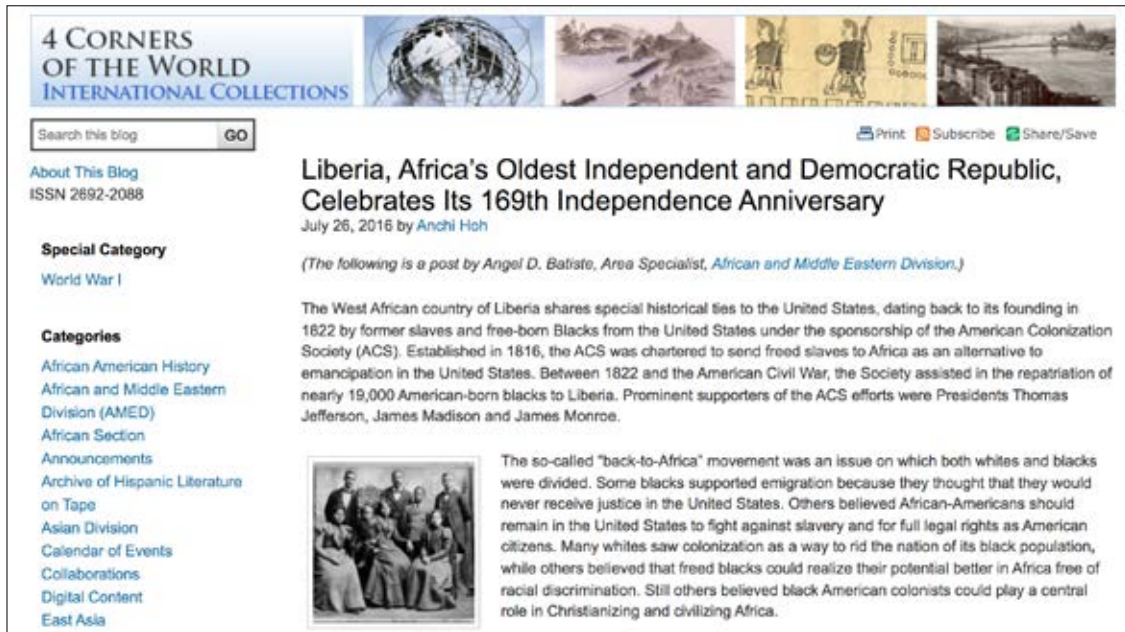 4 CORNERS
OF THE WORLD
INTERNATIONAL COLLECTIONS
Search this blog GO
Print Subscribe Share/Save
About This Blog
ISSN 2692-2088
Special Category
World War I
Categories
African American History
African and Middle Eastern
Division (AMED)
African Section
Announcements
Archive of Hispanic Literature
on Tape
Asian Division
Calendar of Events
Collaborations
Digital Content
East Asia
Liberia, Africa's Oldest Independent and Democratic Republic,
Celebrates Its 169th Independence Anniversary
July 26, 2016 by Anchi Hoh
(The following is a post by Angel D. Batiste, Area Specialist, African and Middle Eastern Division.)
The West African country of Liberia shares special historical ties to the United States, dating back to its founding in
1822 by former slaves and free-born Blacks from the United States under the sponsorship of the American Colonization
Society (ACS). Established in 1816, the ACS was chartered to send freed slaves to Africa as an alternative to
emancipation in the United States. Between 1822 and the American Civil War, the Society assisted in the repatriation of
nearly 19,000 American-born blacks to Liberia. Prominent supporters of the ACS efforts were Presidents Thomas
Jefferson, James Madison and James Monroe.
The so-called "back-to-Africa" movement was an issue on which both whites and blacks
were divided. Some blacks supported emigration because they thought that they would
never receive justice in the United States. Others believed African-Americans should
remain in the United States to fight against slavery and for full legal rights as American
citizens. Many whites saw colonization as a way to rid the nation of its black population,
while others believed that freed blacks could realize their potential better in Africa free of
racial discrimination. Still others believed black American colonists could play a central
role in Christianizing and civilizing Africa.